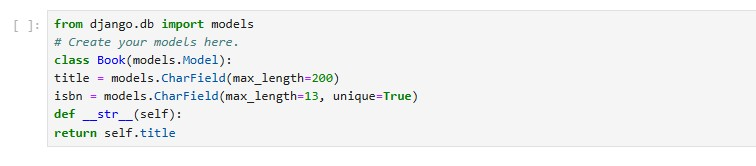 [ ]:
from django.db import models
# Create your models here.
class Book(models.Model):
title = models.CharField(max_length=200)
isbn = models.CharField(max_length=13, unique=True)
def __str__(self):
return self.title